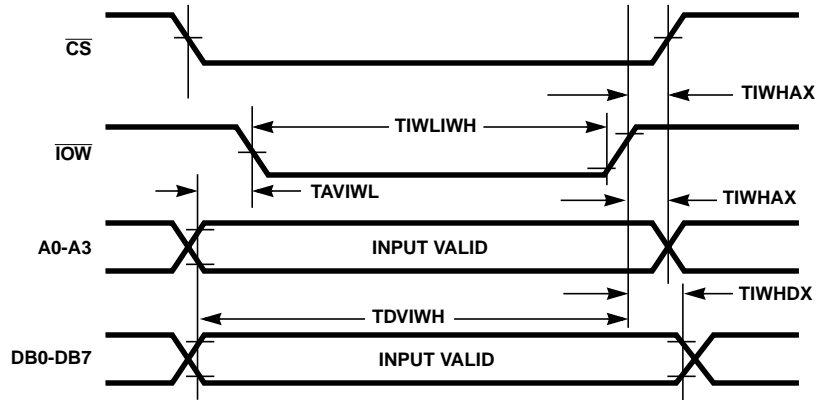 CS
TIWHAX
TIWLIWH
IOW
TAVIWL
TIWHAX
A0-A3
INPUT VALID
TIWHDX
TDVIWH
DB0-DB7
INPUT VALID